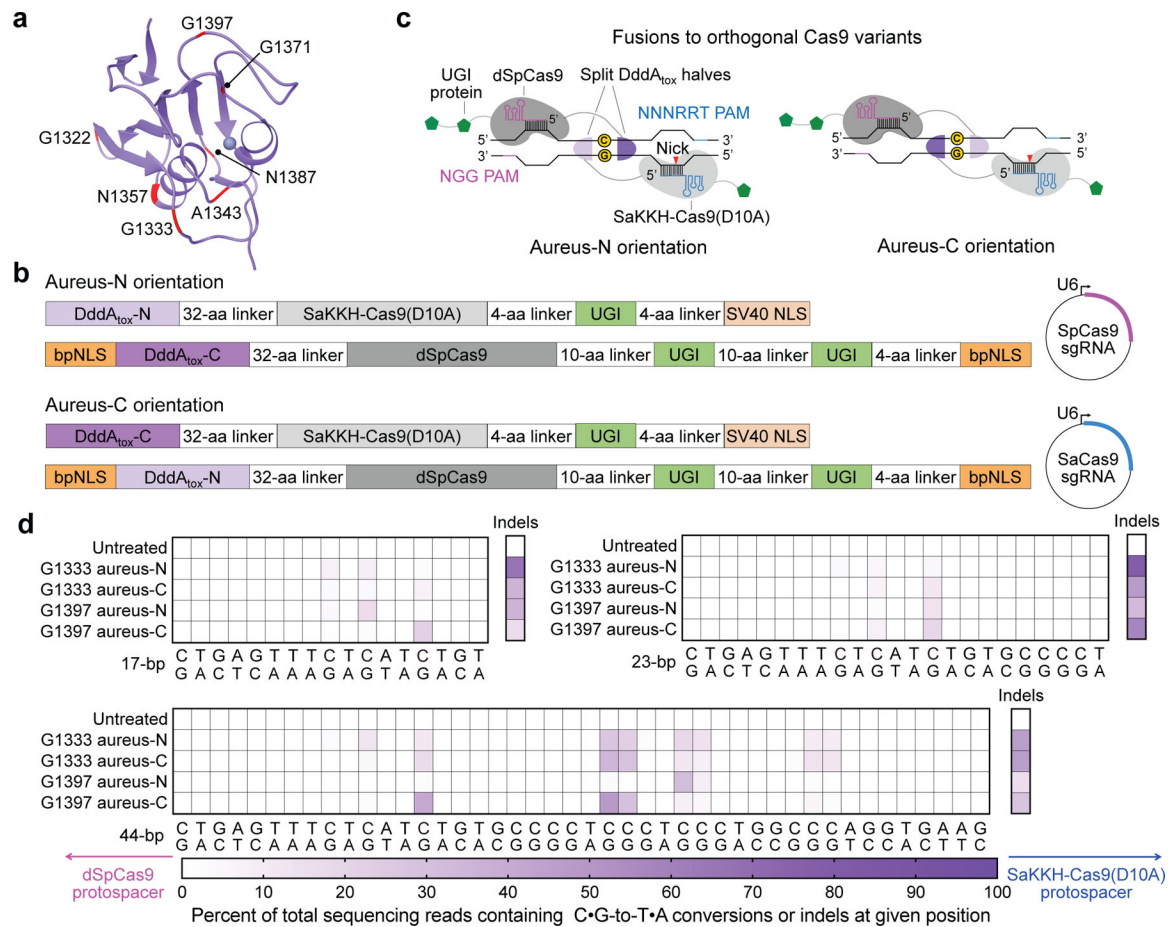 a
G1397
G1371
G1322
N1387
N1357
A1343
G1333
c
Fusions to orthogonal Cas9 variants
UGI protein
dSpCas9
Split DddAtox halves
NNNRRT PAM
5'
5'
3'
C
G
Nick
3'
5'
5'
NGG PAM
SaKKH-Cas9(D10A)
Aureus-N orientation
5'
5'
3'
C
G
3'
5'
5'
Aureus-C orientation
b
Aureus-N orientation
DddAtox-N 32-aa linker SaKKH-Cas9(D10A) 4-aa linker UGI 4-aa linker SV40 NLS
bpNLS DddAtox-C 32-aa linker dSpCas9 10-aa linker UGI 10-aa linker UGI 4-aa linker bpNLS
U6
SpCas9
sgRNA
Aureus-C orientation
DddAtox-C 32-aa linker SaKKH-Cas9(D10A) 4-aa linker UGI 4-aa linker SV40 NLS
bpNLS DddAtox-N 32-aa linker dSpCas9 10-aa linker UGI 10-aa linker UGI 4-aa linker bpNLS
U6
SaCas9
sgRNA
d
Indels
Untreated
G1333 aureus-N
G1333 aureus-C
G1397 aureus-N
G1397 aureus-C
C T G A G T T T C T C A T C T G T
17-bp
G A C T C A A A G A G T A G A C A
Indels
Untreated
G1333 aureus-N
G1333 aureus-C
G1397 aureus-N
G1397 aureus-C
C T G A G T T T C T C A T C T G T G C C C C T
23-bp
G A C T C A A A G A G T A G A C A C G G G G A
Indels
Untreated
G1333 aureus-N
G1333 aureus-C
G1397 aureus-N
G1397 aureus-C
C T G A G T T T C T C A T C T G T G C C C C T C C C T C C C C T G G C C C A G G T G A A G
44-bp
G A C T C A A A G A G T A G A C A C G G G G A G G G A G G G G A C C G G G T C C A C T T C
dSpCas9
protospacer
0 10 20 30 40 50 60 70 80 90 100
SaKKH-Cas9(D10A)
protospacer
Percent of total sequencing reads containing C•G-to-T•A conversions or indels at given position